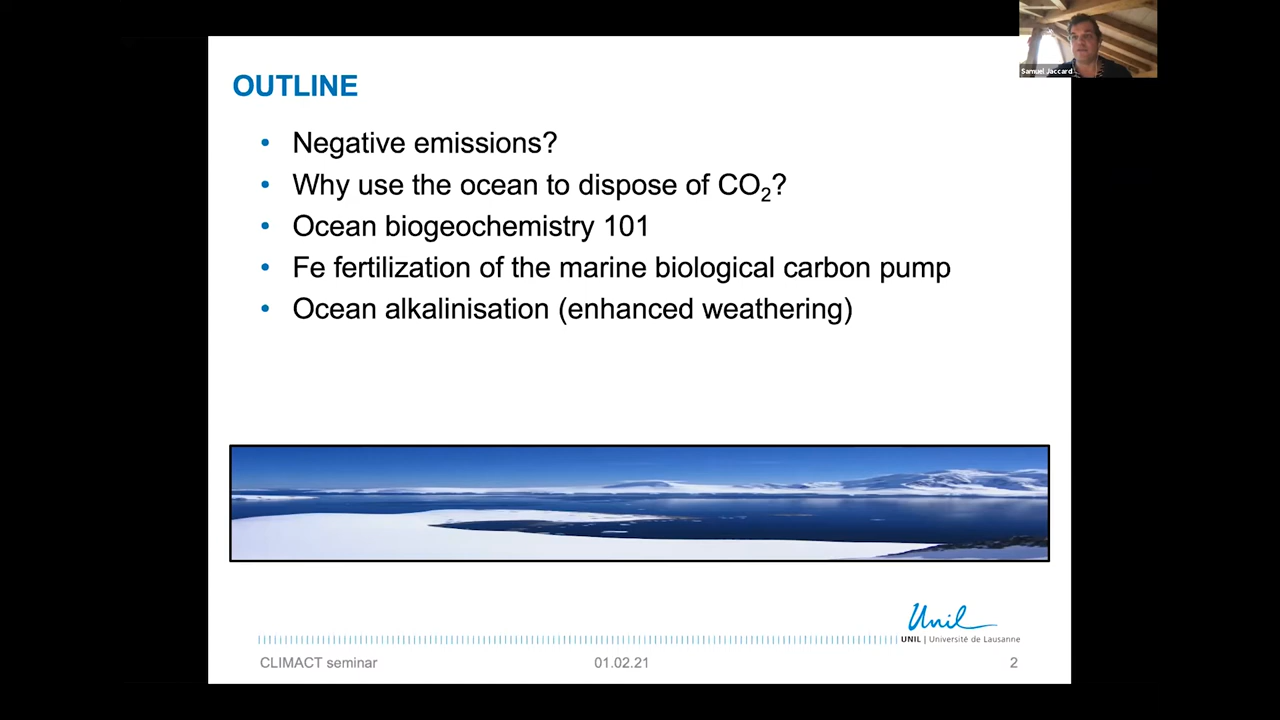 Samuel Jaccard
OUTLINE
• Negative emissions?
• Why use the ocean to dispose of CO₂?
• Ocean biogeochemistry 101
• Fe fertilization of the marine biological carbon pump
• Ocean alkalinisation (enhanced weathering)
Unil
UNIL | Université de Lausanne
CLIMACT seminar 01.02.21 2